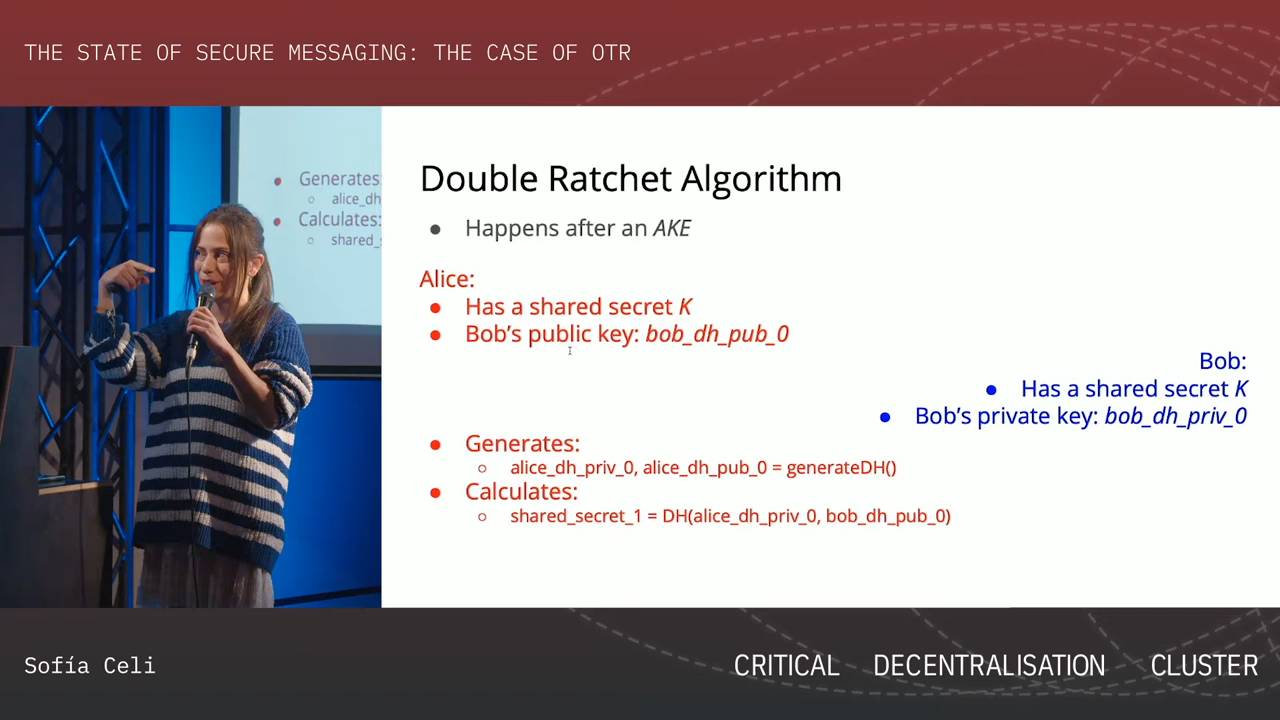 THE STATE OF SECURE MESSAGING: THE CASE OF OTR
Generates:
alice_dh
Calculates:
shared_s
Double Ratchet Algorithm
Happens after an AKE
Alice:
Has a shared secret K
Bob's public key: bob_dh_pub_0
Bob:
Has a shared secret K
Bob's private key: bob_dh_priv_0
Generates:
alice_dh_priv_0, alice_dh_pub_0 = generateDH()
Calculates:
shared_secret_1 = DH(alice_dh_priv_0, bob_dh_pub_0)
Sofía Celi
CRITICAL DECENTRALISATION CLUSTER